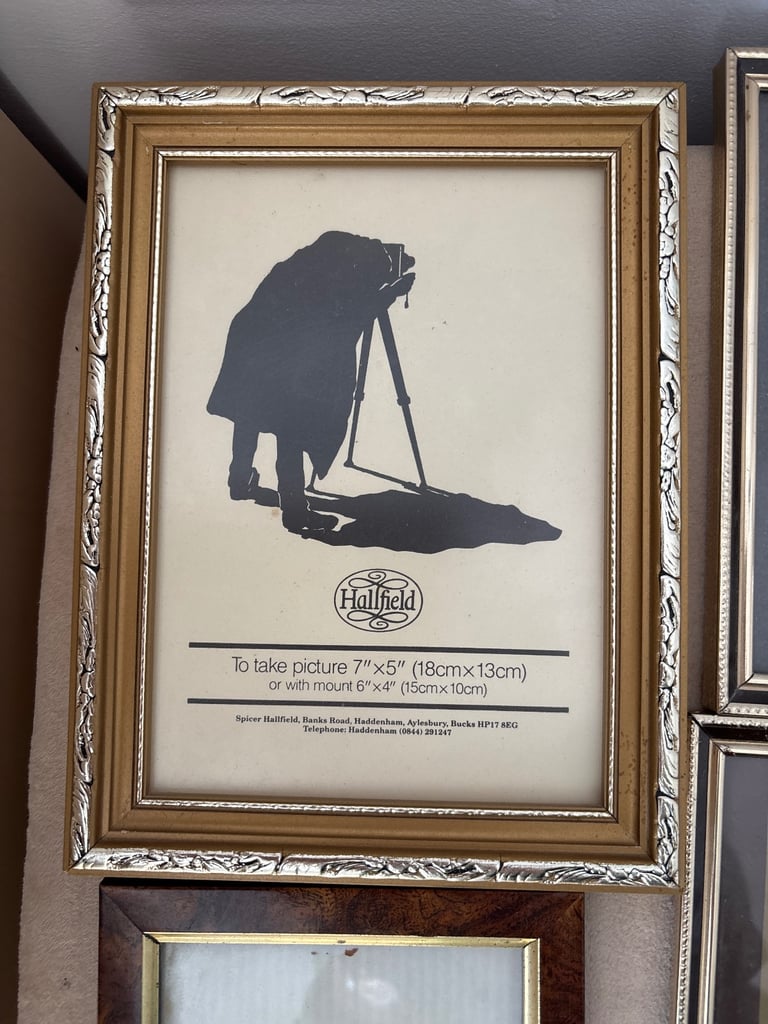 Hallfield
To take picture 7"×5" (18cm×13cm)
or with mount 6"×4" (15cm×10cm)
Spicer Hallfield, Banks Road, Haddenham, Aylesbury, Bucks HP17 8EG
Telephone: Haddenham (0844) 291247